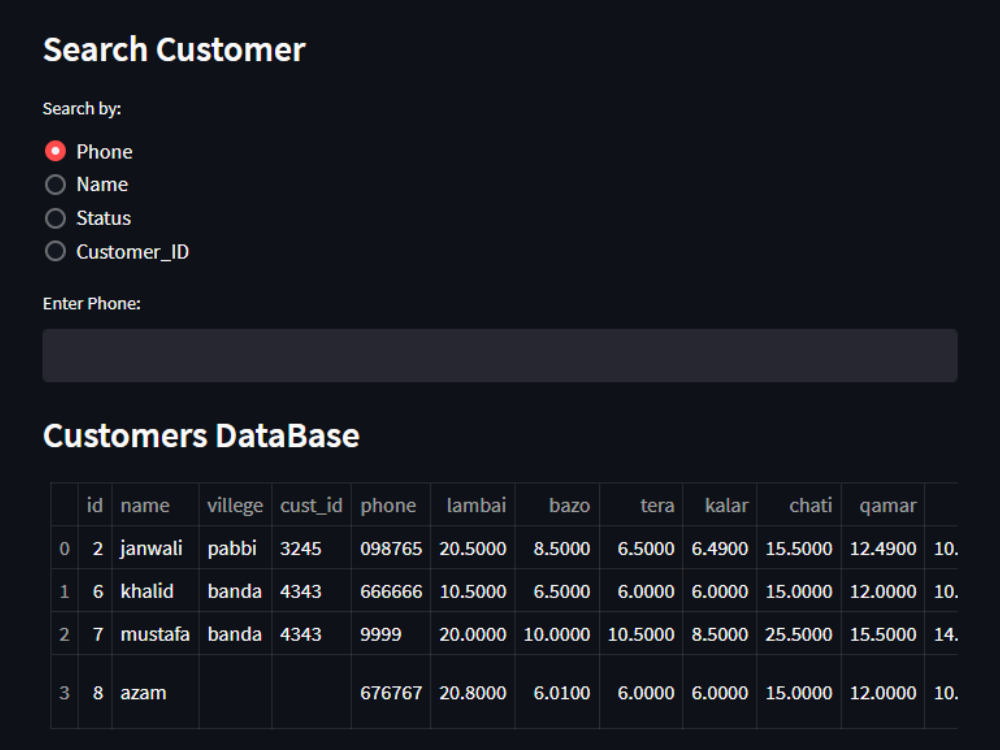 Search Customer
Search by:
Phone
Name
Status
Customer_ID
Enter Phone:
Customers DataBase
id name villege cust_id phone lambai bazo tera kalar chati qamar
0 2 janwali pabbi 3245 098765 20.5000 8.5000 6.5000 6.4900 15.5000 12.4900 10.
1 6 khalid banda 4343 666666 10.5000 6.5000 6.0000 6.0000 15.0000 12.0000 10.
2 7 mustafa banda 4343 9999 20.0000 10.0000 10.5000 8.5000 25.5000 15.5000 14.
3 8 azam 676767 20.8000 6.0100 6.0000 6.0000 15.0000 12.0000 10.